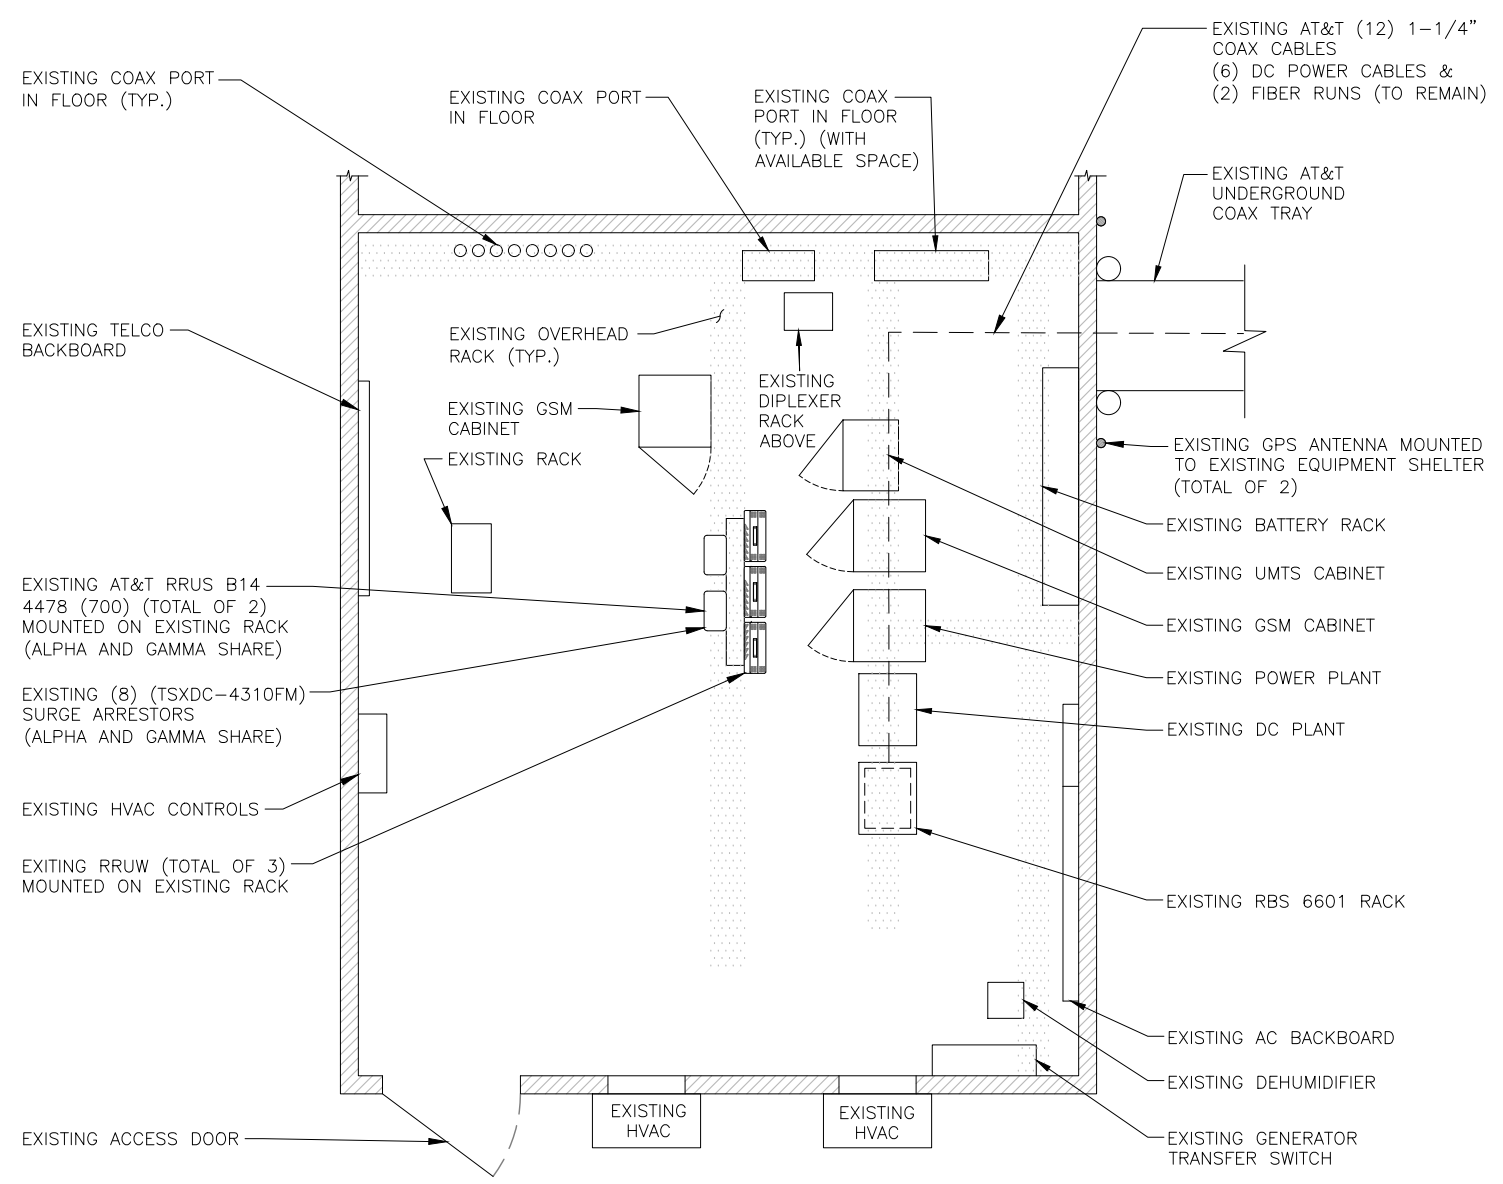 EXISTING COAX PORT
IN FLOOR (TYP.)
EXISTING COAX PORT
IN FLOOR
EXISTING COAX
PORT IN FLOOR
(TYP.) (WITH
AVAILABLE SPACE)
EXISTING AT&T (12) 1-1/4"
COAX CABLES
(6) DC POWER CABLES &
(2) FIBER RUNS (TO REMAIN)
EXISTING AT&T
UNDERGROUND
COAX TRAY
EXISTING TELCO
BACKBOARD
EXISTING OVERHEAD
RACK (TYP.)
EXISTING
DIPLEXER
RACK
ABOVE
EXISTING GSM
CABINET
EXISTING RACK
EXISTING GPS ANTENNA MOUNTED
TO EXISTING EQUIPMENT SHELTER
(TOTAL OF 2)
EXISTING BATTERY RACK
EXISTING UMTS CABINET
EXISTING GSM CABINET
EXISTING POWER PLANT
EXISTING DC PLANT
EXISTING AT&T RRUS B14
4478 (700) (TOTAL OF 2)
MOUNTED ON EXISTING RACK
(ALPHA AND GAMMA SHARE)
EXISTING (8) (TSXDC-4310FM)
SURGE ARRESTORS
(ALPHA AND GAMMA SHARE)
EXISTING HVAC CONTROLS
EXITING RRUW (TOTAL OF 3)
MOUNTED ON EXISTING RACK
EXISTING RBS 6601 RACK
EXISTING AC BACKBOARD
EXISTING DEHUMIDIFIER
EXISTING GENERATOR
TRANSFER SWITCH
EXISTING ACCESS DOOR
EXISTING
HVAC
EXISTING
HVAC